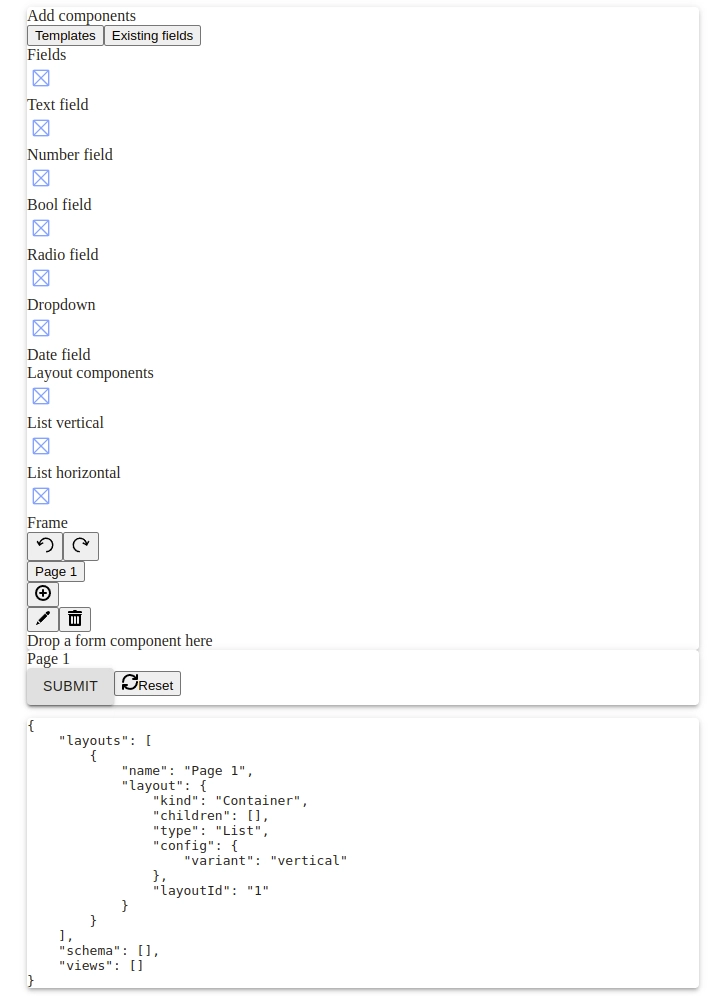 Add components
Templates Existing fields
Fields
Text field
Number field
Bool field
Radio field
Dropdown
Date field
Layout components
List vertical
List horizontal
Frame
Page 1
Drop a form component here
Page 1
SUBMIT Reset
{
    "layouts": [
        {
            "name": "Page 1",
            "layout": {
                "kind": "Container",
                "children": [],
                "type": "List",
                "config": {
                    "variant": "vertical"
                },
                "layoutId": "1"
            }
        }
    ],
    "schema": [],
    "views": []
}